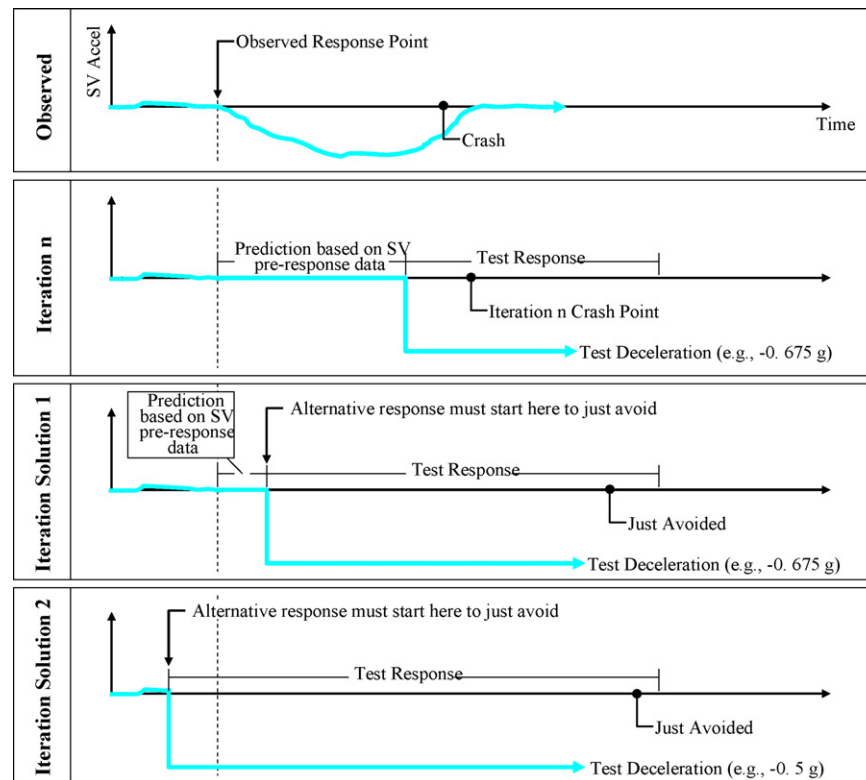 Observed
SV Accel
Observed Response Point
Crash
Time
Iteration n
Prediction based on SV
pre-response data
Test Response
Iteration n Crash Point
Test Deceleration (e.g., -0. 675 g)
Iteration Solution 1
Prediction
based on SV
pre-response
data
Alternative response must start here to just avoid
Test Response
Just Avoided
Test Deceleration (e.g., -0. 675 g)
Iteration Solution 2
Alternative response must start here to just avoid
Test Response
Just Avoided
Test Deceleration (e.g., -0. 5 g)